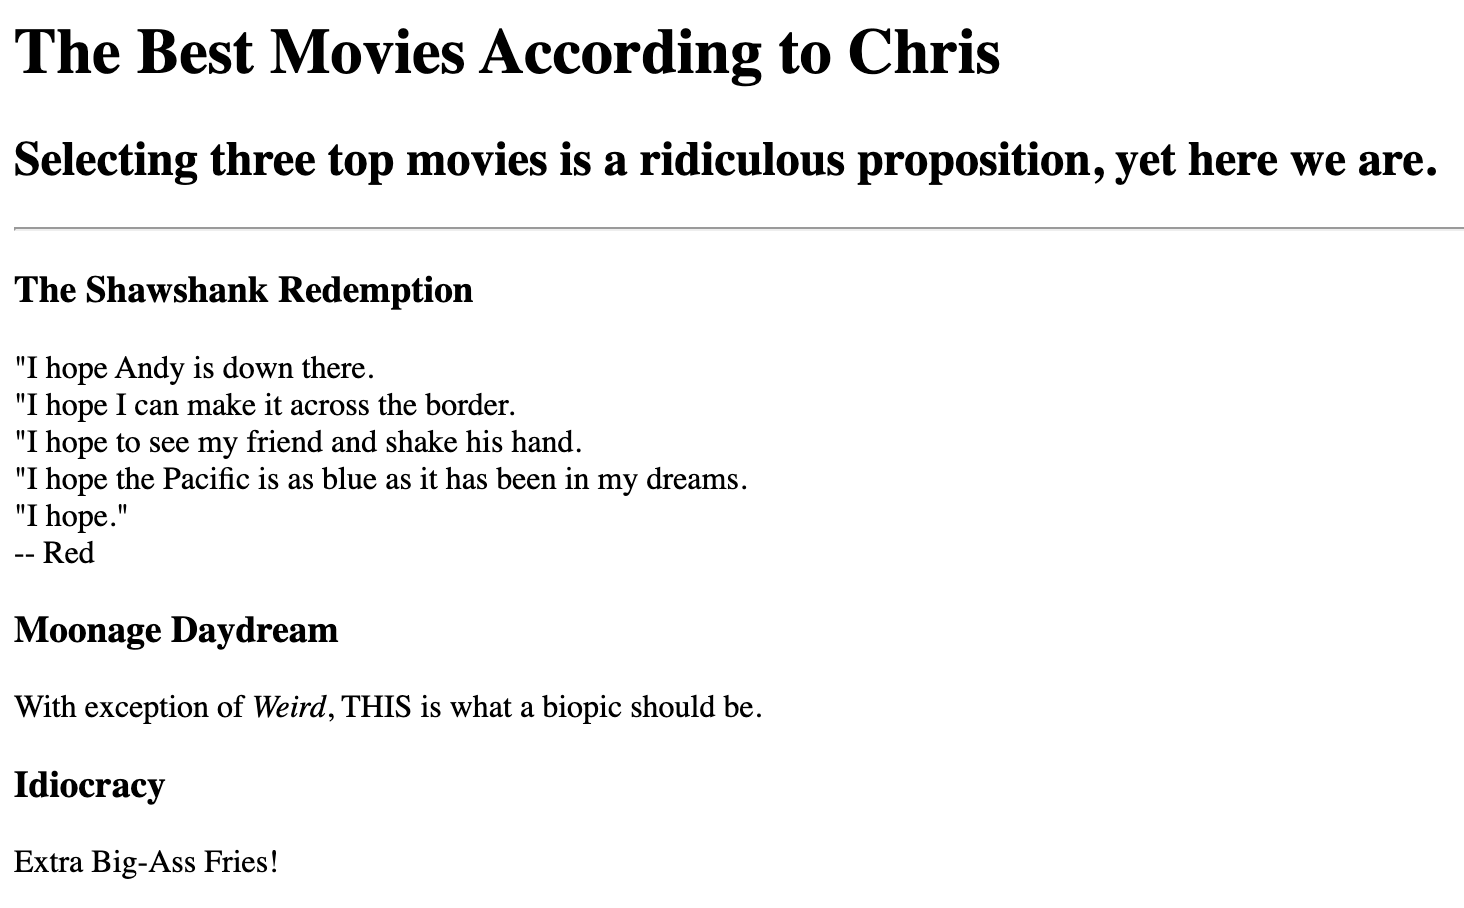 The Best Movies According to Chris
Selecting three top movies is a ridiculous proposition, yet here we are.
The Shawshank Redemption
"I hope Andy is down there.
"I hope I can make it across the border.
"I hope to see my friend and shake his hand.
"I hope the Pacific is as blue as it has been in my dreams.
"I hope."
-- Red
Moonage Daydream
With exception of Weird, THIS is what a biopic should be.
Idiocracy
Extra Big-Ass Fries!